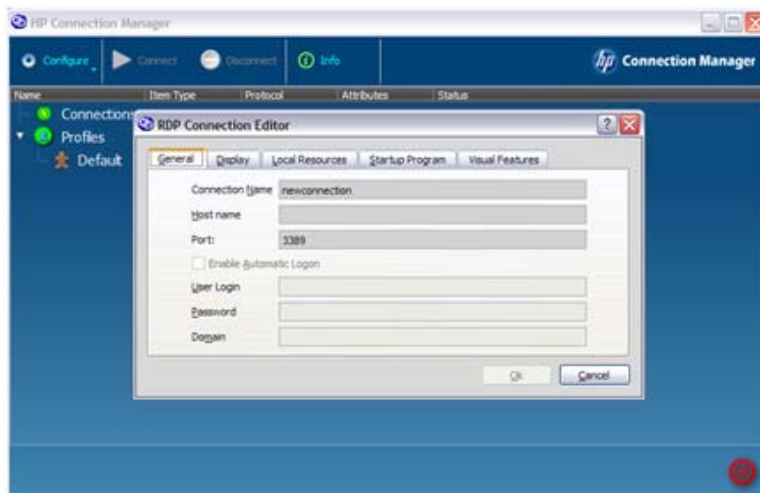 HP Connection Manager
Configure Connect Disconnect Info hp Connection Manager
Name Item Type Protocol Attributes Status
Connections
RDP Connection Editor
Profiles
Default
General Display Local Resources Startup Program Visual Features
Connection Name newconnection
Host name
Port: 3389
Enable Automatic Logon
User Login
Password
Domain
Ok Cancel